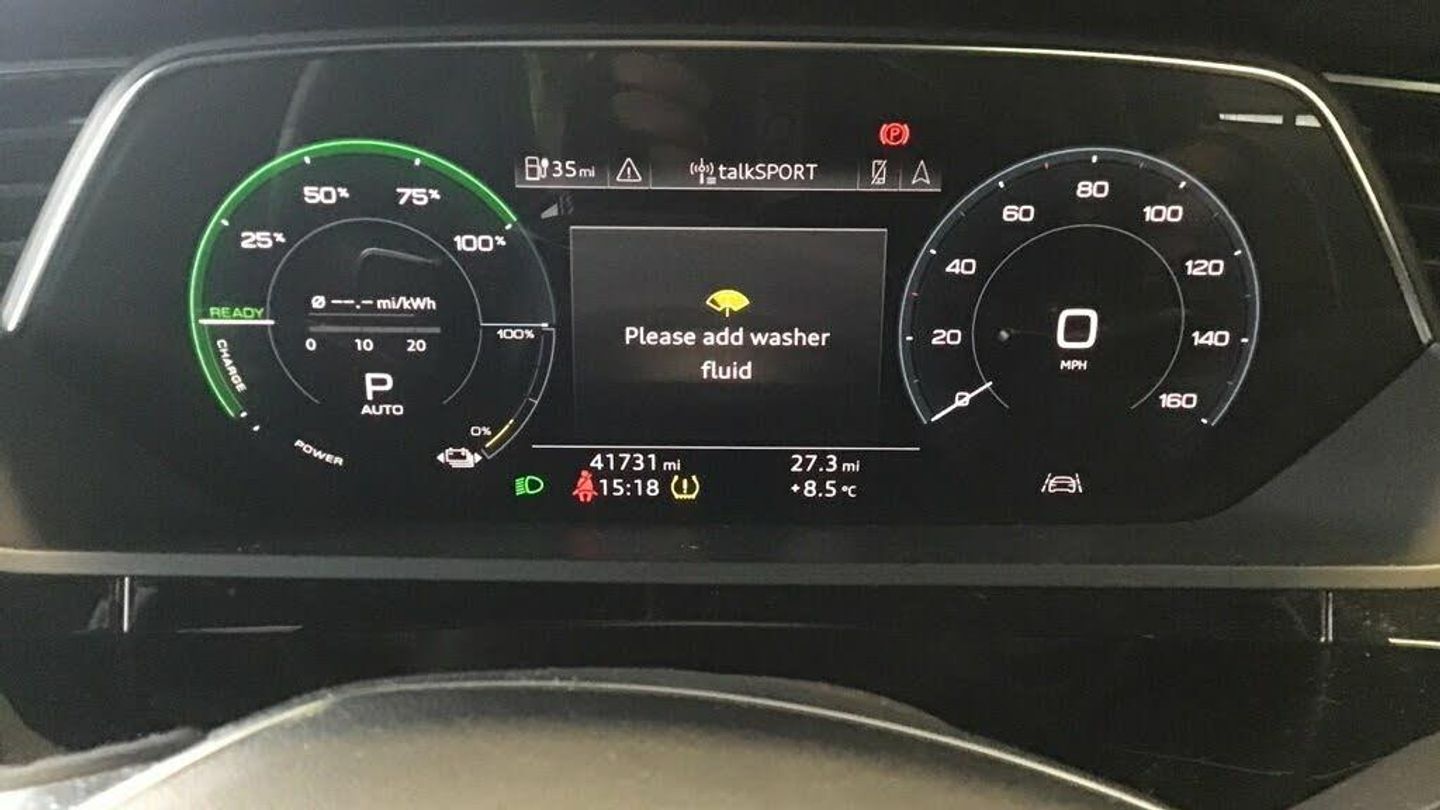 35mi
talkSPORT
P
50%
75%
25%
100%
READY
Ø --.- mi/kWh
0 10 20
100%
CHARGE
P
AUTO
0%
POWER
Please add washer
fluid
80
60
100
40
120
20
140
0
160
0
MPH
41731 mi
27.3 mi
15:18
+8.5 °C